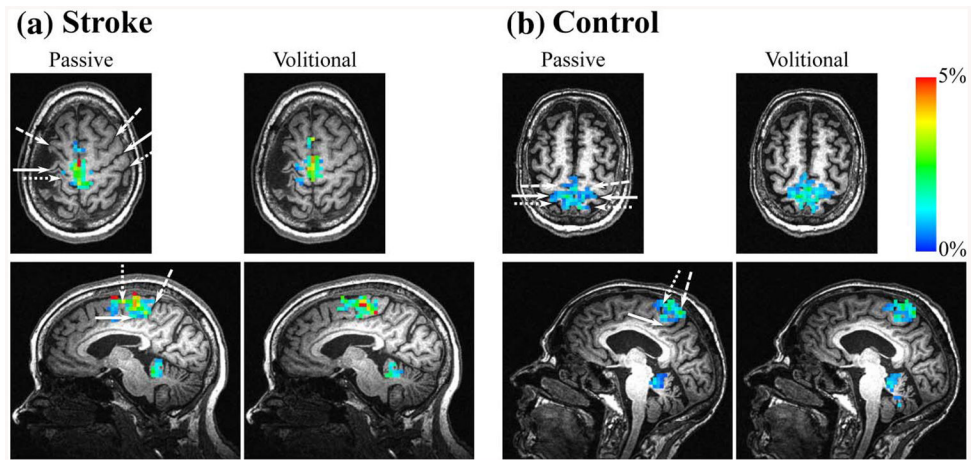 (a) Stroke
(b) Control
Passive
Volitional
Passive
Volitional
5%
0%